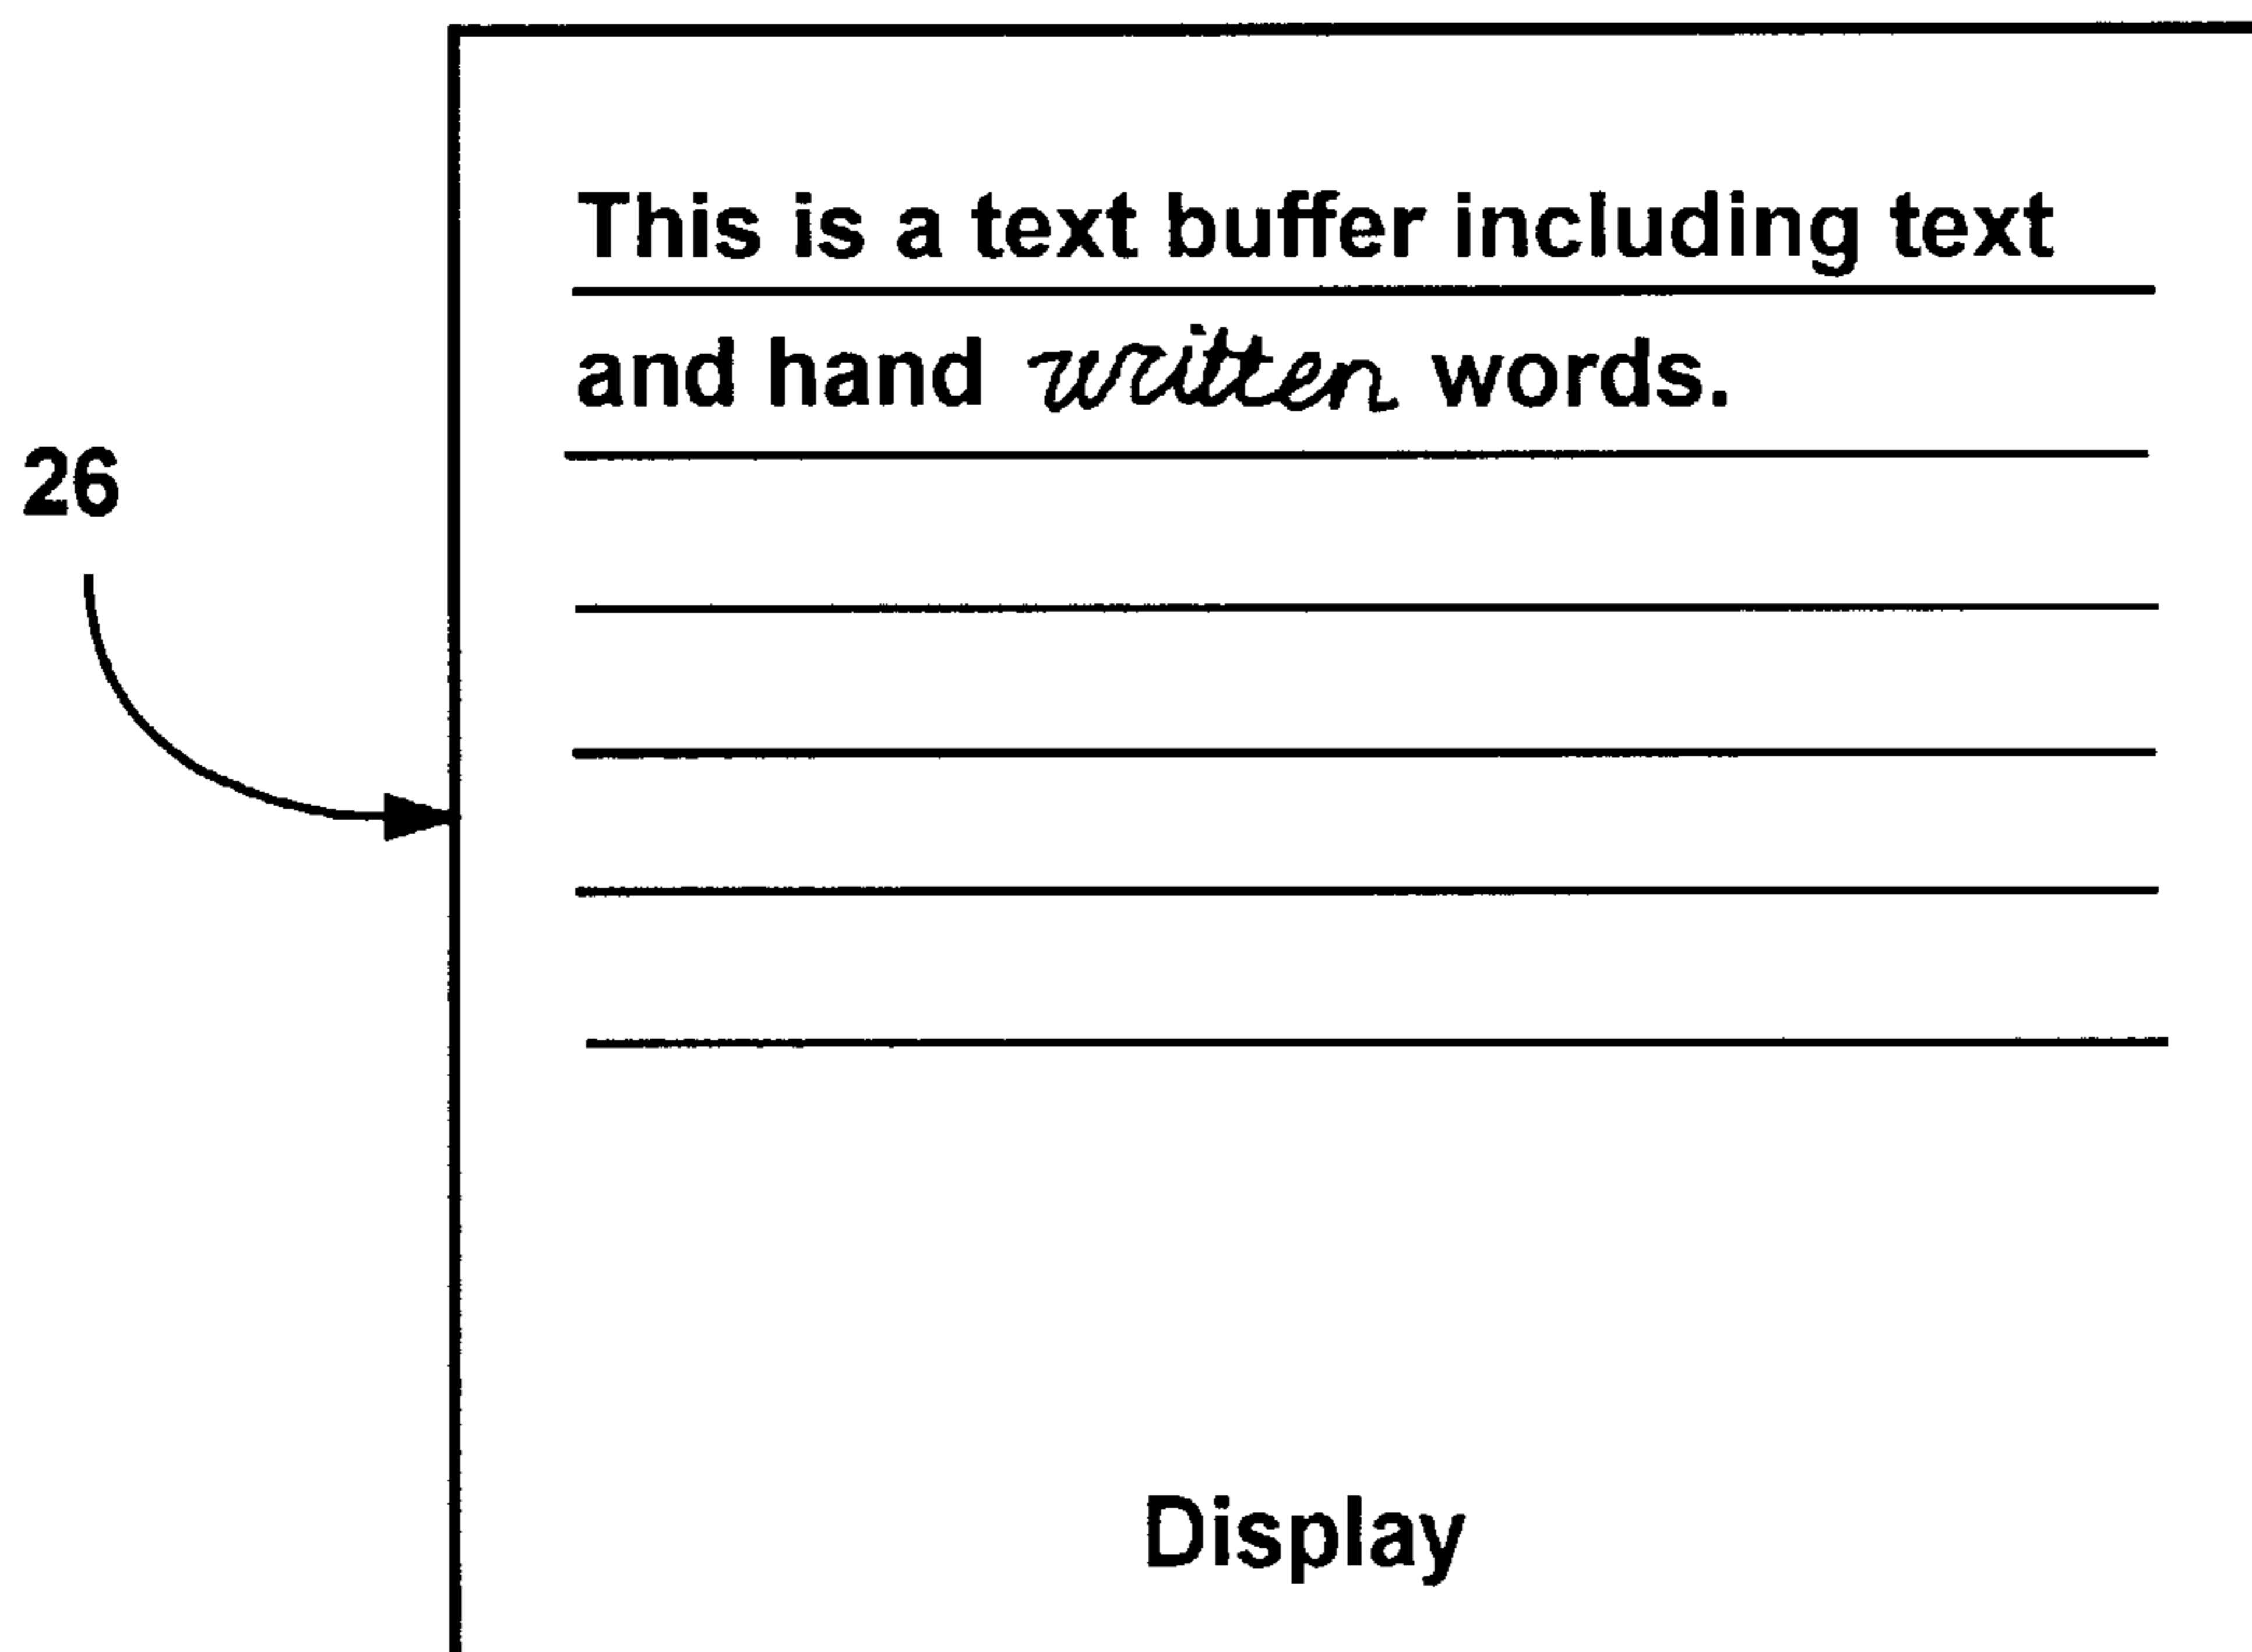 This is a text buffer including text
and hand written words.
26
Display